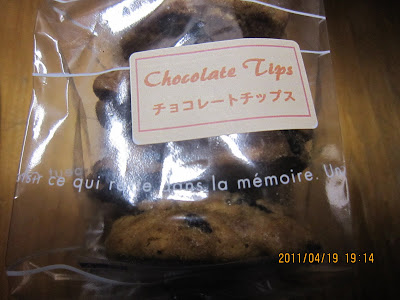 Chocolate Tips
チョコレートチップス
ce qui dans la mémoire.
2011/04/19 19:14